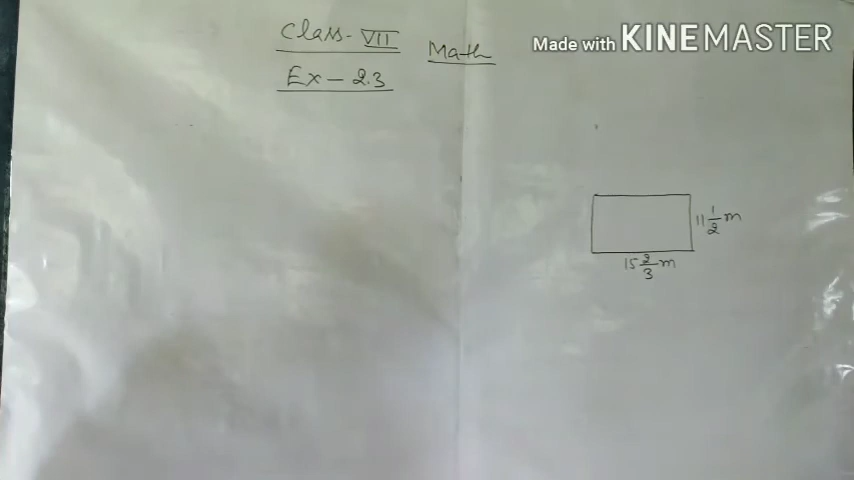 Class- VII
Math
Ex - 2.3
Made with KINEMASTER
11 1/2 m
15 2/3 m